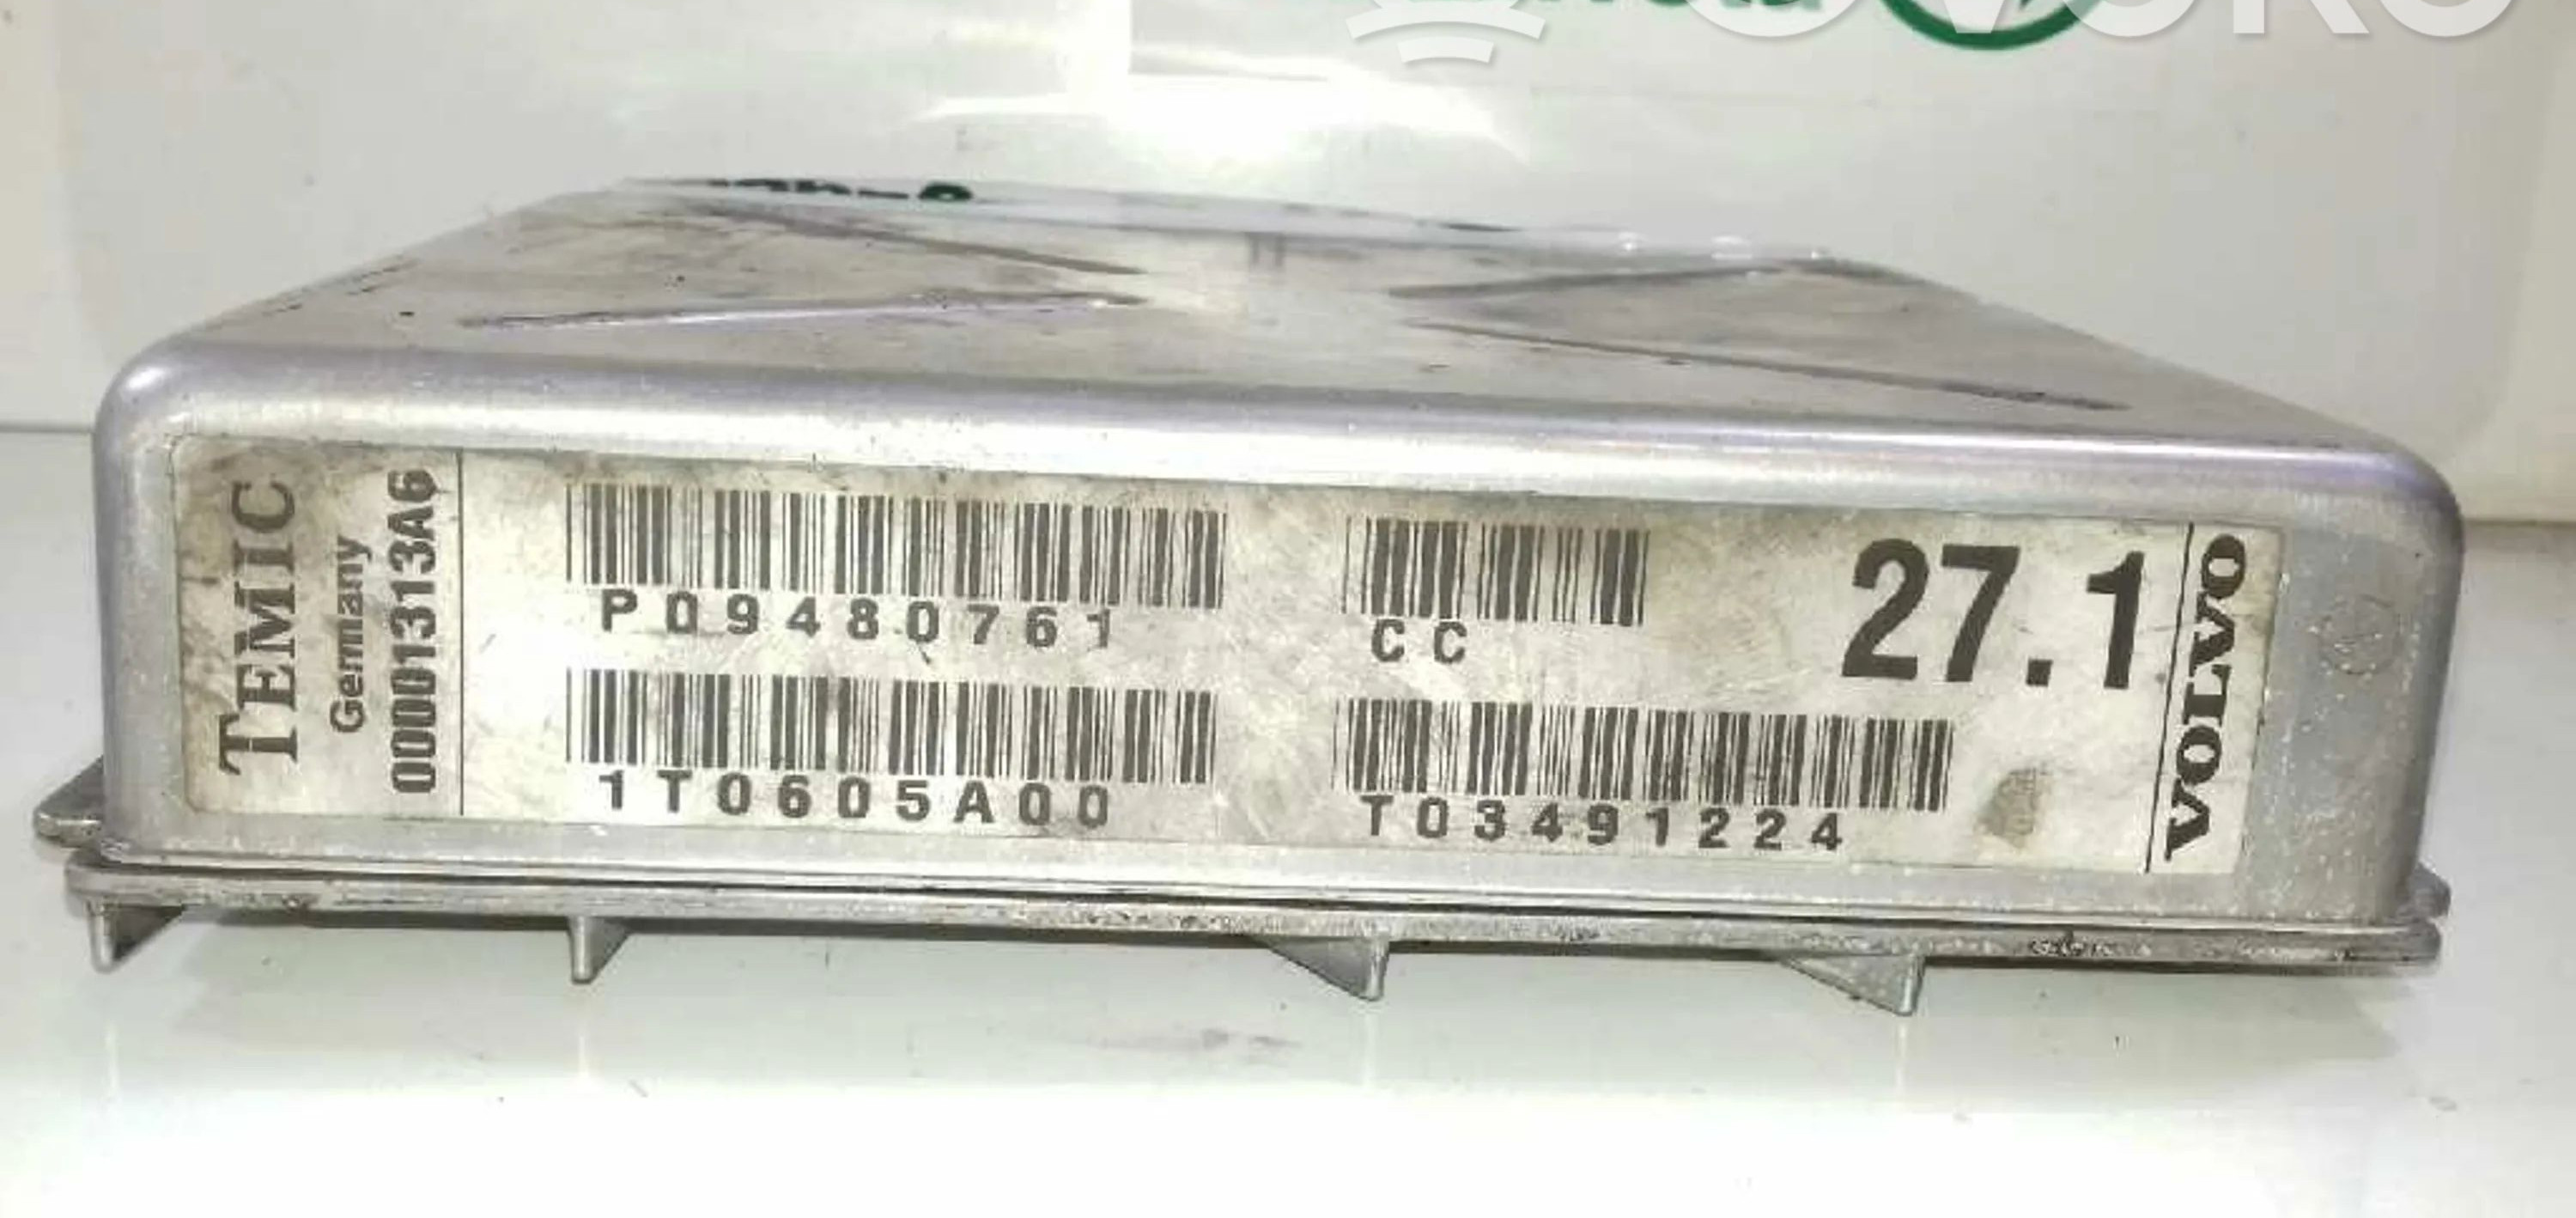 TEMIC
Germany
00001313A6
P09480761
CC
27.1
1T0605A00
T03491224
VOLVO